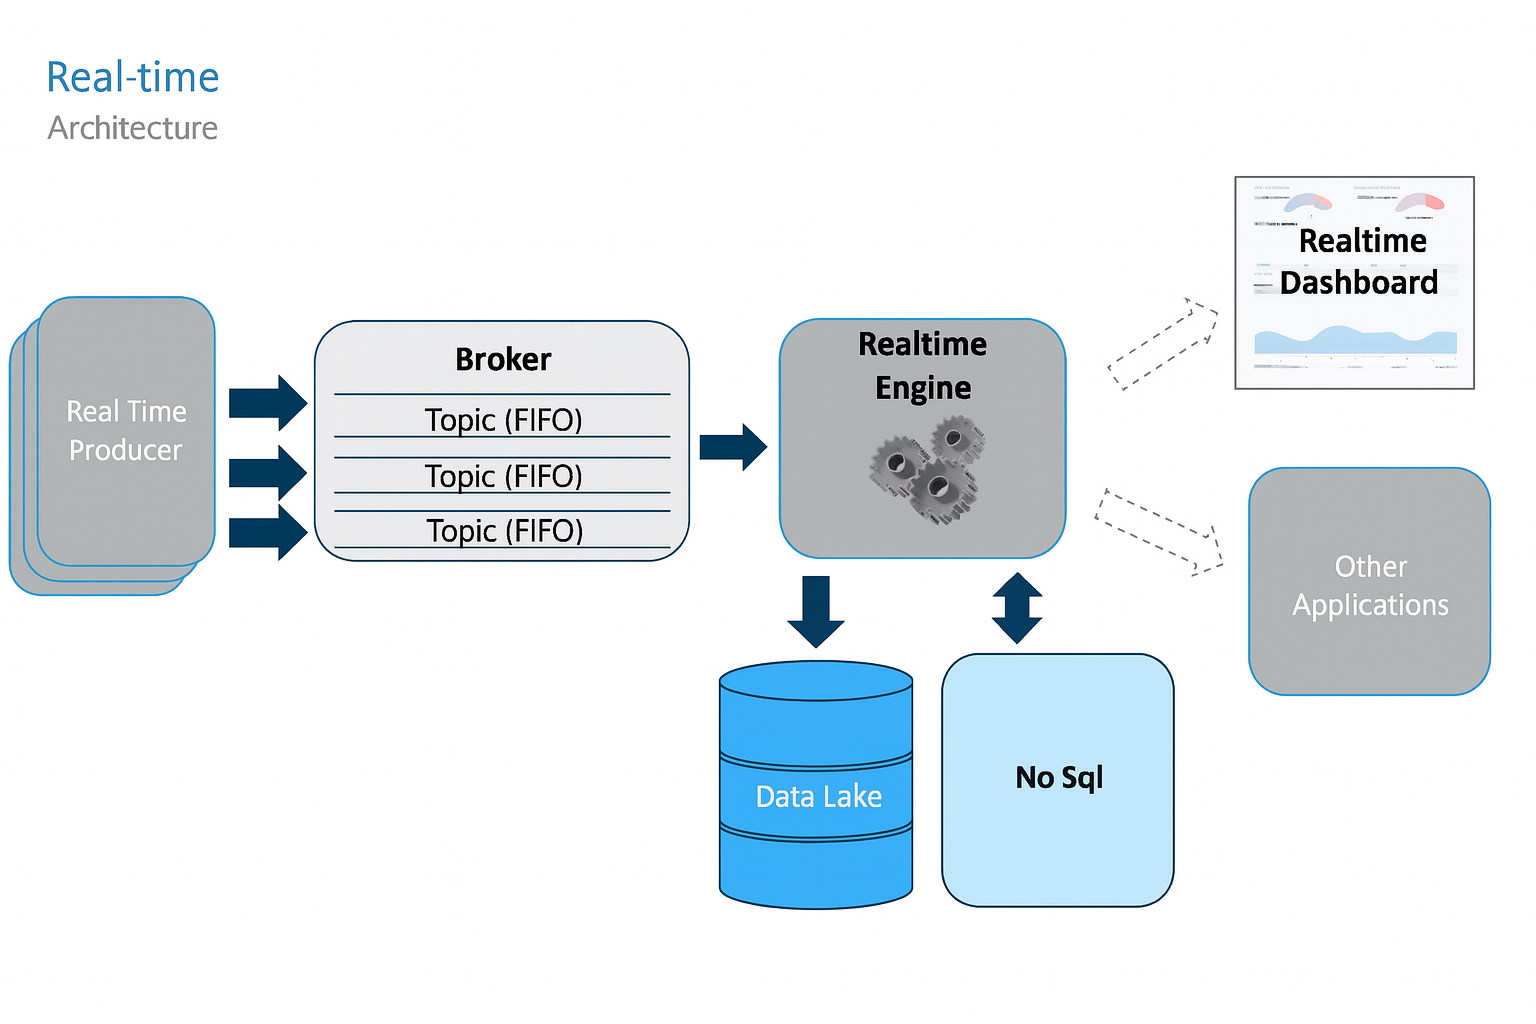 Real-time
Architecture
Realtime
Dashboard
Real Time
Producer
Broker
Topic (FIFO)
Topic (FIFO)
Topic (FIFO)
Realtime
Engine
Other
Applications
Data Lake
No Sql